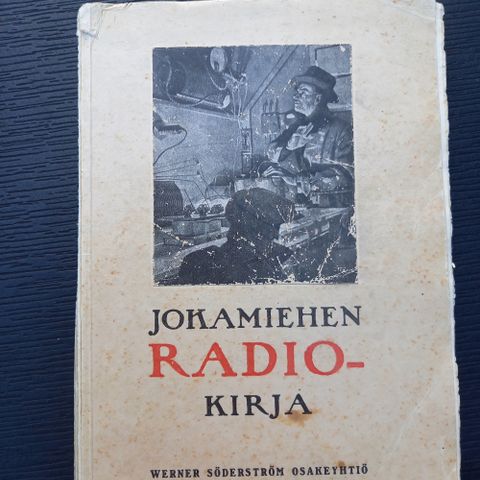 JOKAMIEHEN
RADIO-
KIRJA
WERNER SÖDERSTRÖM OSAKEYHTIÖ